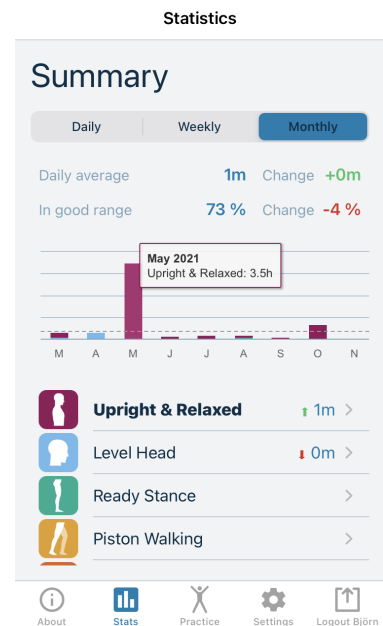 Statistics
Summary
Daily Weekly Monthly
Daily average 1m Change +0m
In good range 73 % Change -4 %
May 2021
Upright & Relaxed: 3.5h
M A M J J A S O N
Upright & Relaxed 1m
Level Head 0m
Ready Stance
Piston Walking
About Stats Practice Settings Logout Björn